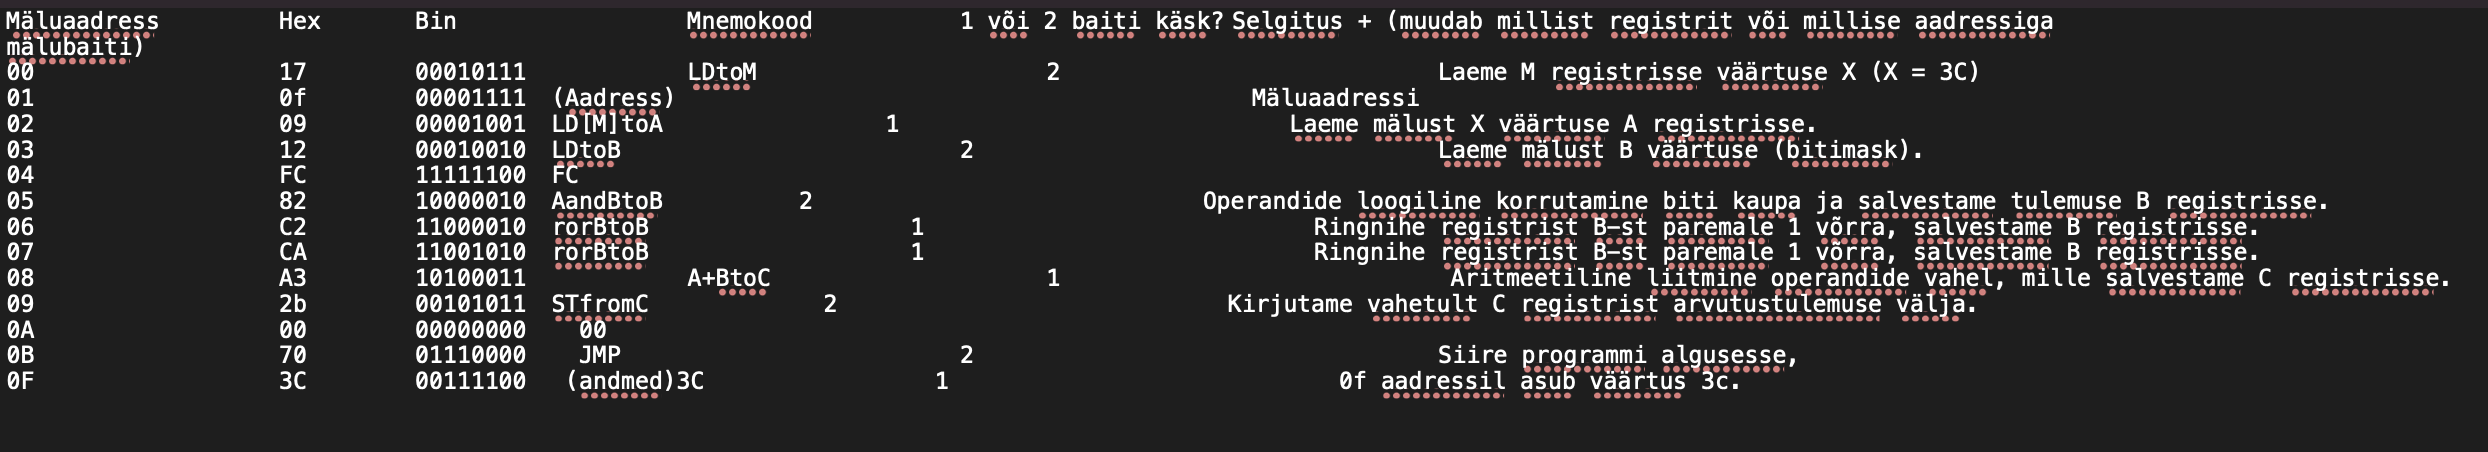 Mäluaadress Hex Bin Mnemokood 1 või 2 baiti käsk? Selgitus + (muudab millist registrit või millise aadressiga
mälubaiti)
00 17 00010111 LDtoM 2 Laeme M registrisse väärtuse X (X = 3C)
01 0f 00001111 (Aadress) Mäluaadressi
02 09 00001001 LD[M]toA 1 Laeme mälust X väärtuse A registrisse.
03 12 00010010 LDtoB 2 Laeme mälust B väärtuse (bitimask).
04 FC 11111100 FC
05 82 10000010 AandBtoB 2 Operandide loogiline korrutamine biti kaupa ja salvestame tulemuse B registrisse.
06 C2 11000010 rorBtoB 1 Ringnihe registrist B-st paremale 1 võrra, salvestame B registrisse.
07 CA 11001010 rorBtoB 1 Ringnihe registrist B-st paremale 1 võrra, salvestame B registrisse.
08 A3 10100011 A+BtoC 1 Aritmeetiline liitmine operandide vahel, mille salvestame C registrisse.
09 2b 00101011 STfromC 2 Kirjutame vahetult C registrist arvutustulemuse välja.
0A 00 00000000 00
0B 70 01110000 JMP 2 Siire programmi algusesse,
0F 3C 00111100 (andmed)3C 1 0f aadressil asub väärtus 3c.